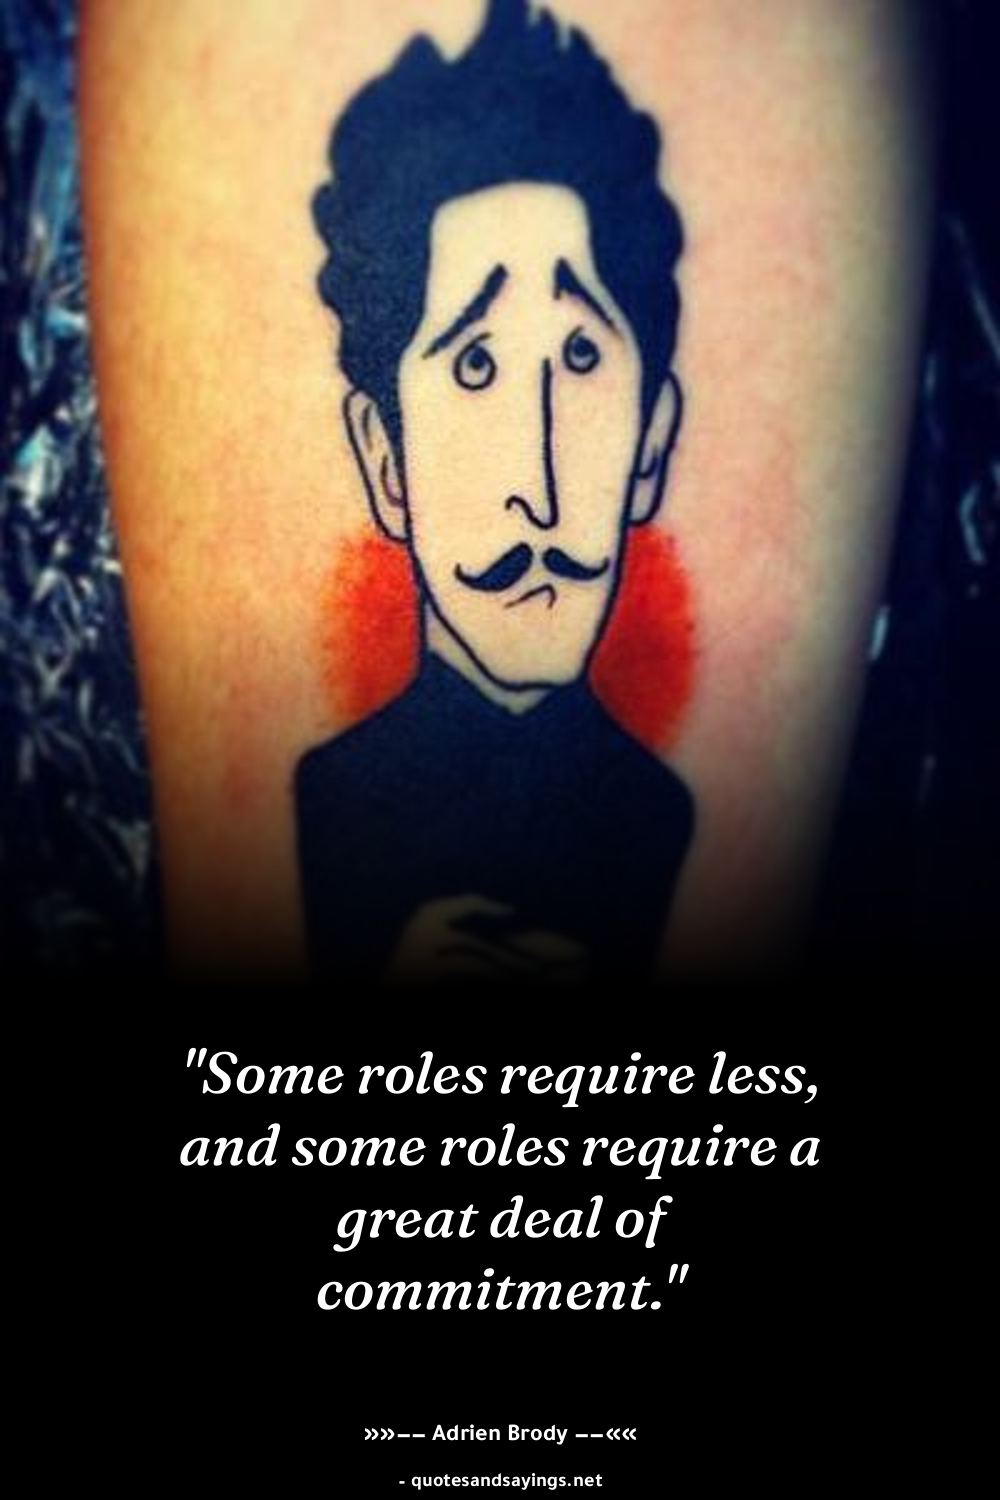 "Some roles require less,
and some roles require a
great deal of
commitment."
»»–– Adrien Brody ––««
- quotesandsayings.net